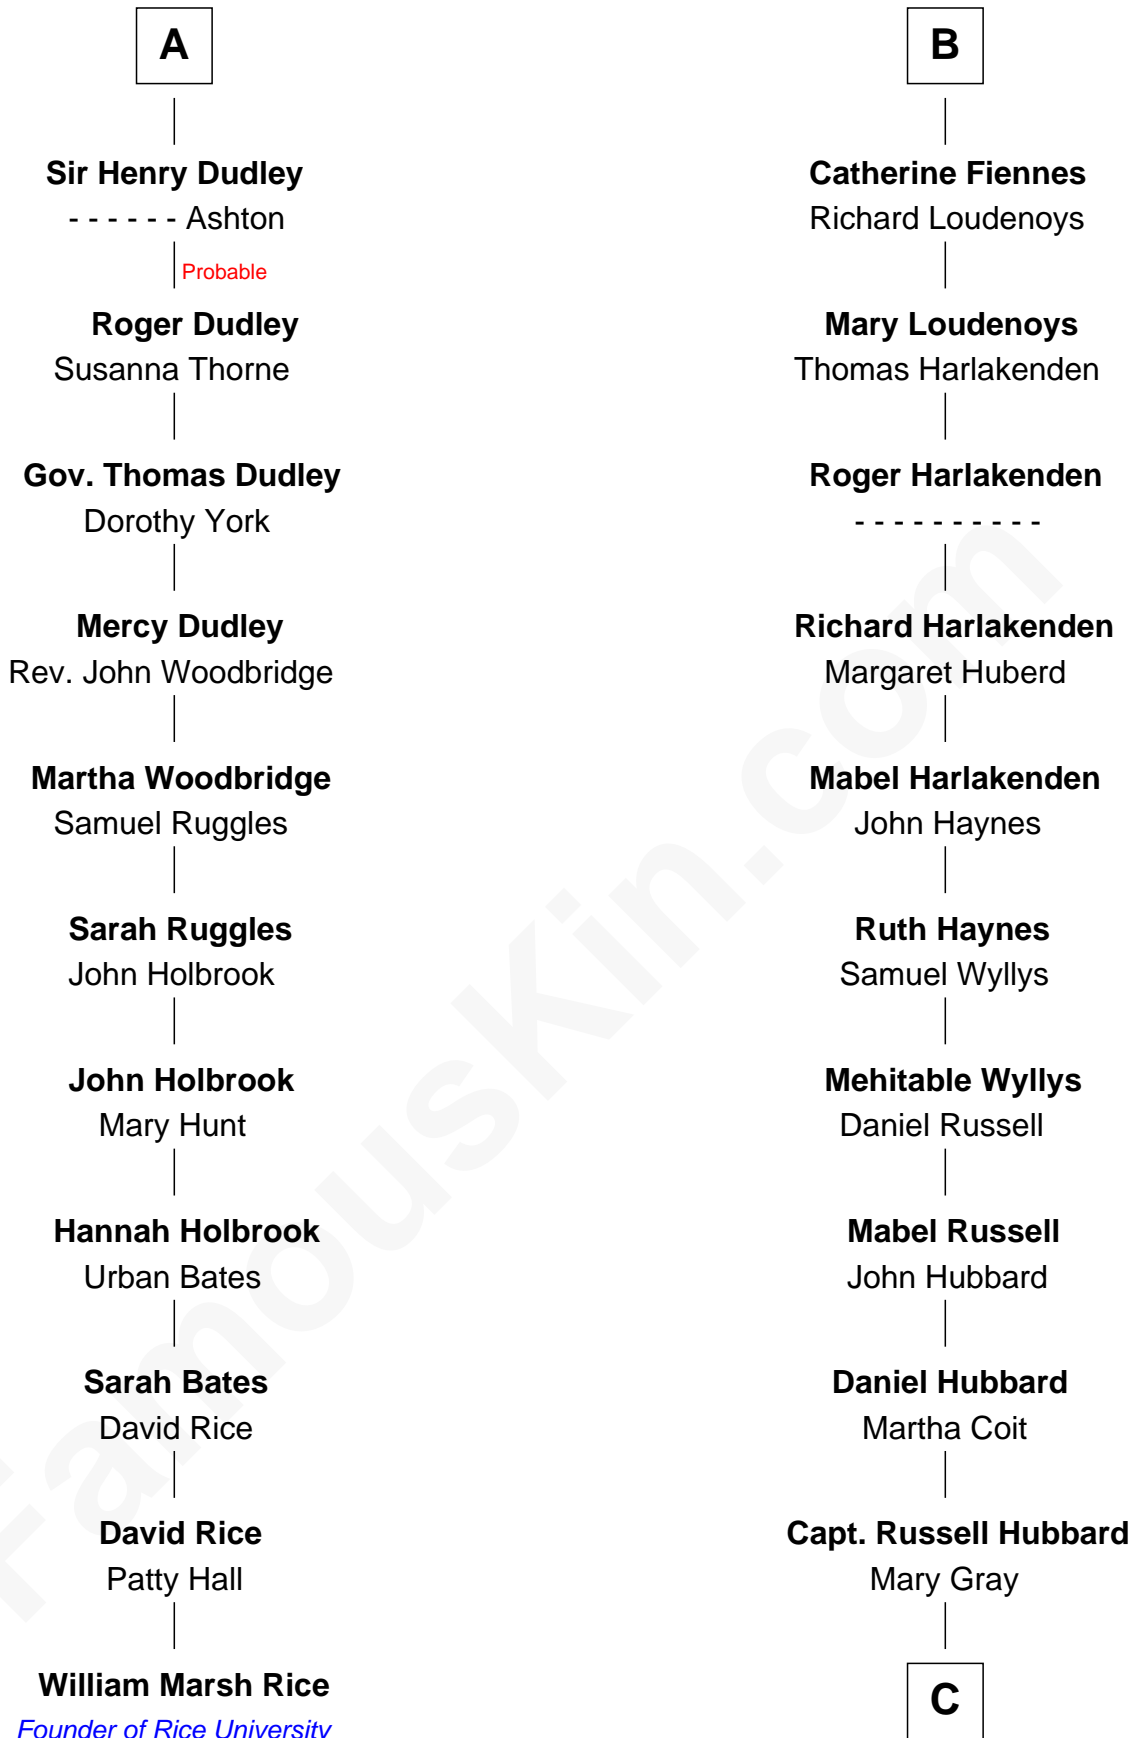 A
Sir Henry Dudley
- - - - - - Ashton
Probable
Roger Dudley
Susanna Thorne
Gov. Thomas Dudley
Dorothy York
Mercy Dudley
Rev. John Woodbridge
Martha Woodbridge
Samuel Ruggles
Sarah Ruggles
John Holbrook
John Holbrook
Mary Hunt
Hannah Holbrook
Urban Bates
Sarah Bates
David Rice
David Rice
Patty Hall
William Marsh Rice
Founder of Rice University
B
Catherine Fiennes
Richard Loudenoys
Mary Loudenoys
Thomas Harlakenden
Roger Harlakenden
- - - - - - - - - -
Richard Harlakenden
Margaret Huberd
Mabel Harlakenden
John Haynes
Ruth Haynes
Samuel Wyllys
Mehitable Wyllys
Daniel Russell
Mabel Russell
John Hubbard
Daniel Hubbard
Martha Coit
Capt. Russell Hubbard
Mary Gray
C
FamousKin.com